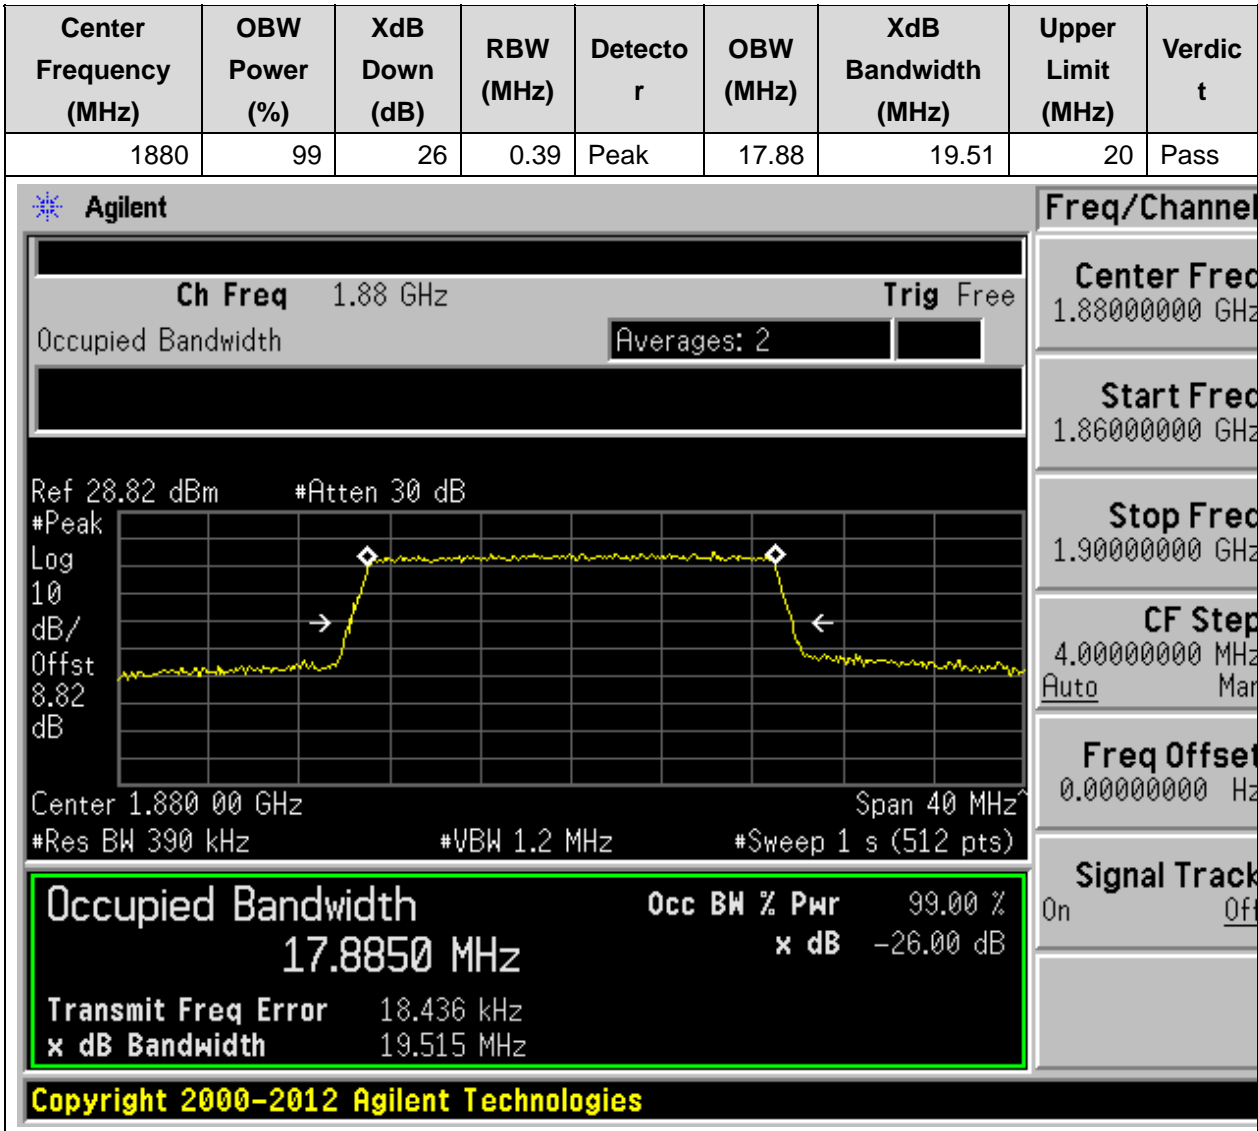 Center Frequency (MHz) OBW Power (%) XdB Down (dB) RBW (MHz) Detecto r OBW (MHz) XdB Bandwidth (MHz) Upper Limit (MHz) Verdic t
1880 99 26 0.39 Peak 17.88 19.51 20 Pass
Agilent
Freq/Channel
Ch Freq 1.88 GHz Trig Free
Occupied Bandwidth Averages: 2
Center Freq
1.88000000 GHz
Start Freq
1.86000000 GHz
Stop Freq
1.90000000 GHz
CF Step
4.00000000 MHz
Auto Man
Freq Offset
0.00000000 Hz
Signal Track
On Off
Ref 28.82 dBm #Atten 30 dB
#Peak
Log
10
dB/
Offst
8.82
dB
Center 1.880 00 GHz Span 40 MHz^
#Res BW 390 kHz #VBW 1.2 MHz #Sweep 1 s (512 pts)
Occupied Bandwidth Occ BW % Pwr 99.00 %
17.8850 MHz x dB -26.00 dB
Transmit Freq Error 18.436 kHz
x dB Bandwidth 19.515 MHz
Copyright 2000-2012 Agilent Technologies